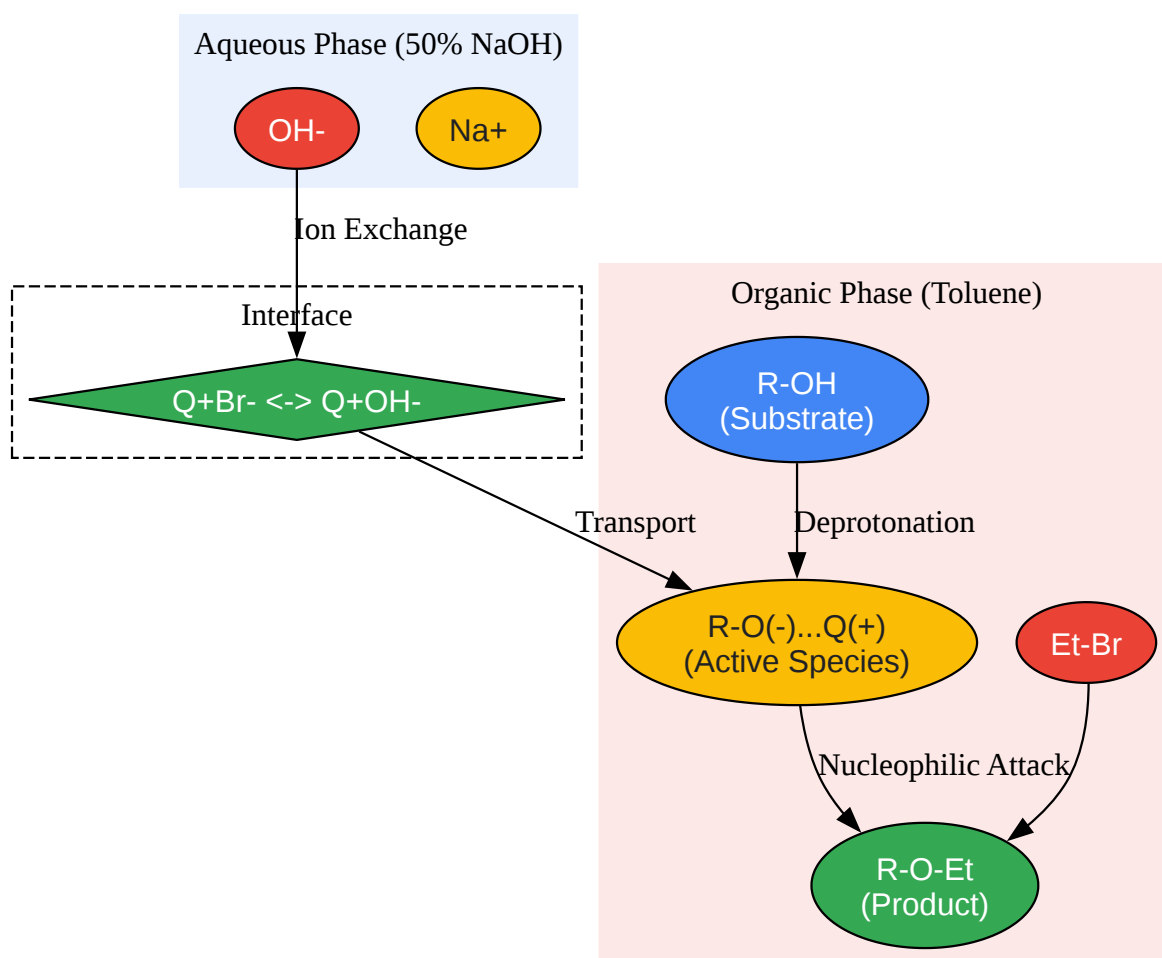 Aqueous Phase (50% NaOH)
OH-
Na+
Ion Exchange
Interface
Q+Br- <-> Q+OH-
Organic Phase (Toluene)
R-OH
(Substrate)
Transport
Deprotonation
R-O(-)...Q(+)
(Active Species)
Et-Br
Nucleophilic Attack
R-O-Et
(Product)